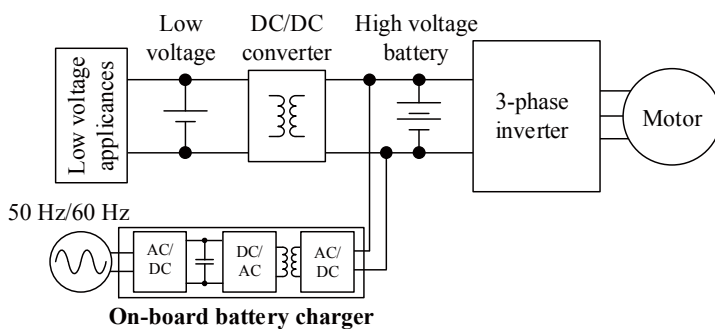 Low
voltage
DC/DC
converter
High voltage
battery
Low voltage
applicances
3-phase
inverter
Motor
50 Hz/60 Hz
AC/
DC
DC/
AC
AC/
DC
On-board battery charger